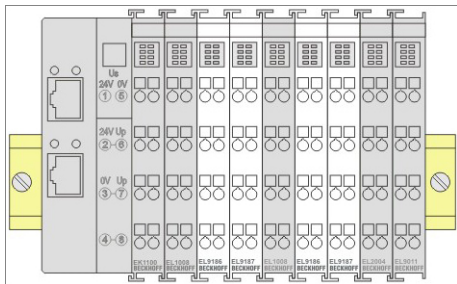 Us
24V 0V
1 5
24V Up
2 6
0V Up
3 7
4 8
EK1100 EL1008 EL9186 EL9187 EL1008 EL9186 EL9187 EL2004 EL9011
BECKHOFF BECKHOFF BECKHOFF BECKHOFF BECKHOFF BECKHOFF BECKHOFF BECKHOFF BECKHOFF